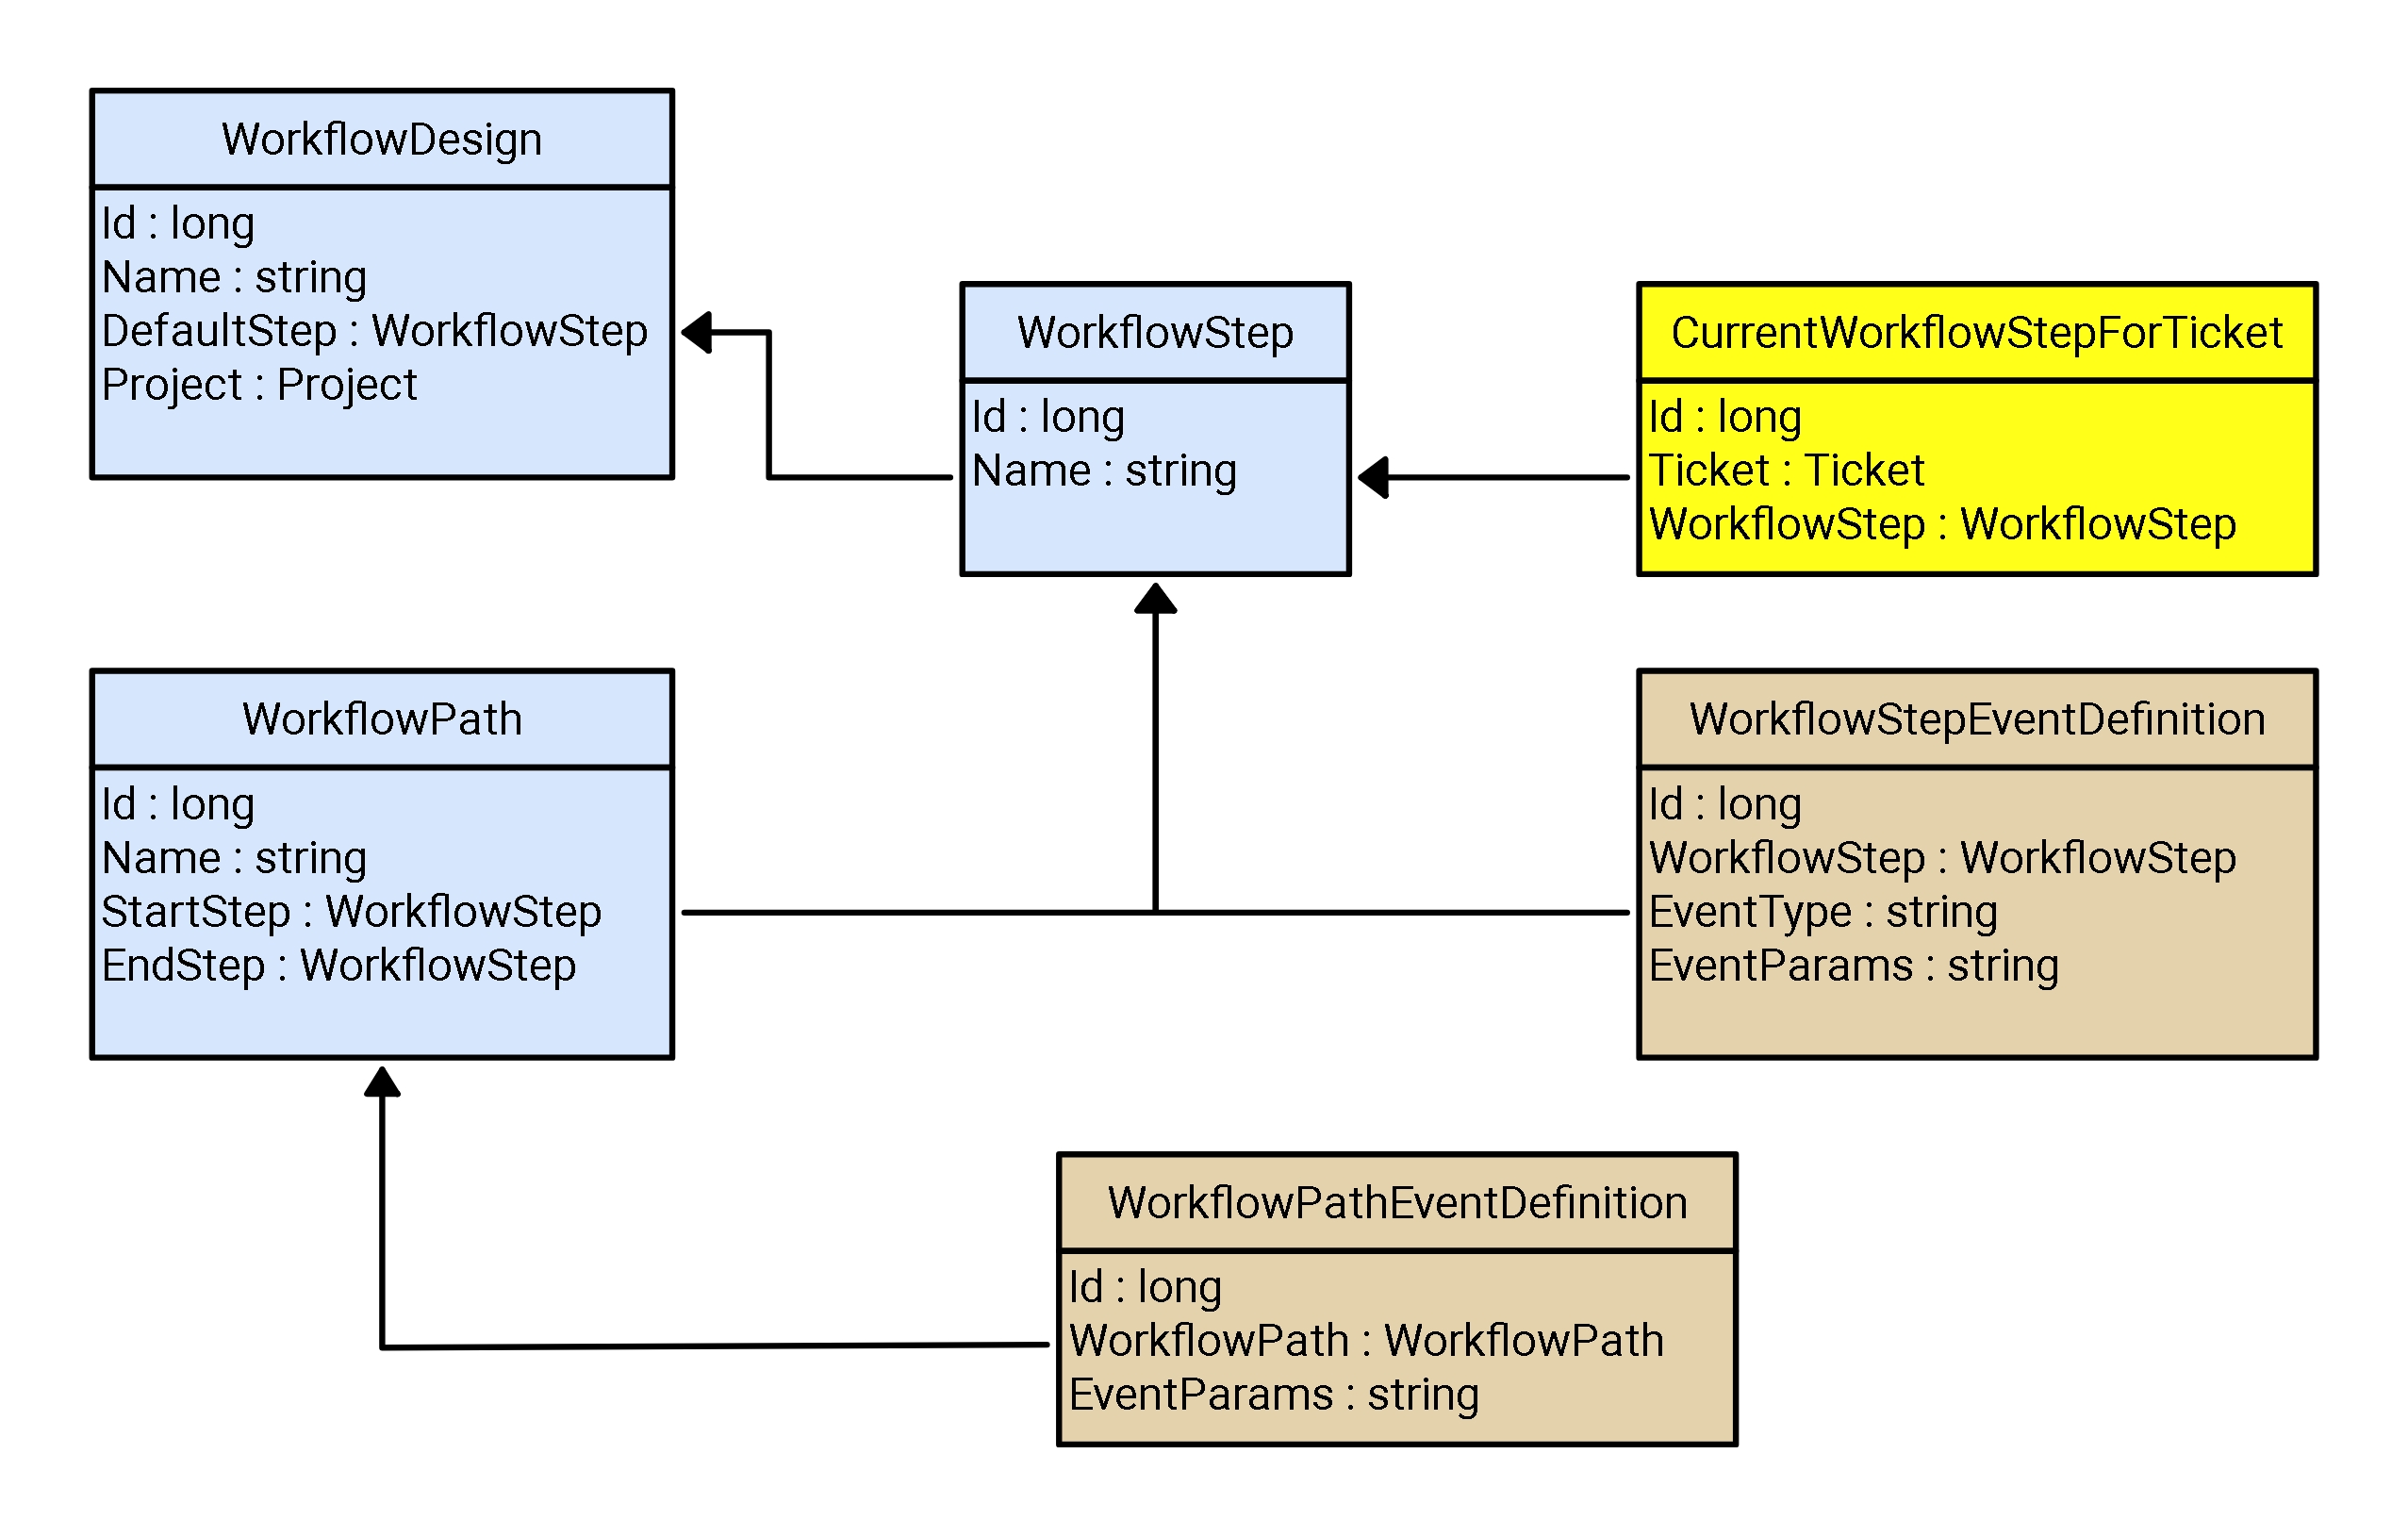 WorkflowDesign
Id : long
Name : string
DefaultStep : WorkflowStep
Project : Project
WorkflowStep
Id : long
Name : string
CurrentWorkflowStepForTicket
Id : long
Ticket : Ticket
WorkflowStep : WorkflowStep
WorkflowPath
Id : long
Name : string
StartStep : WorkflowStep
EndStep : WorkflowStep
WorkflowStepEventDefinition
Id : long
WorkflowStep : WorkflowStep
EventType : string
EventParams : string
WorkflowPathEventDefinition
Id : long
WorkflowPath : WorkflowPath
EventParams : string